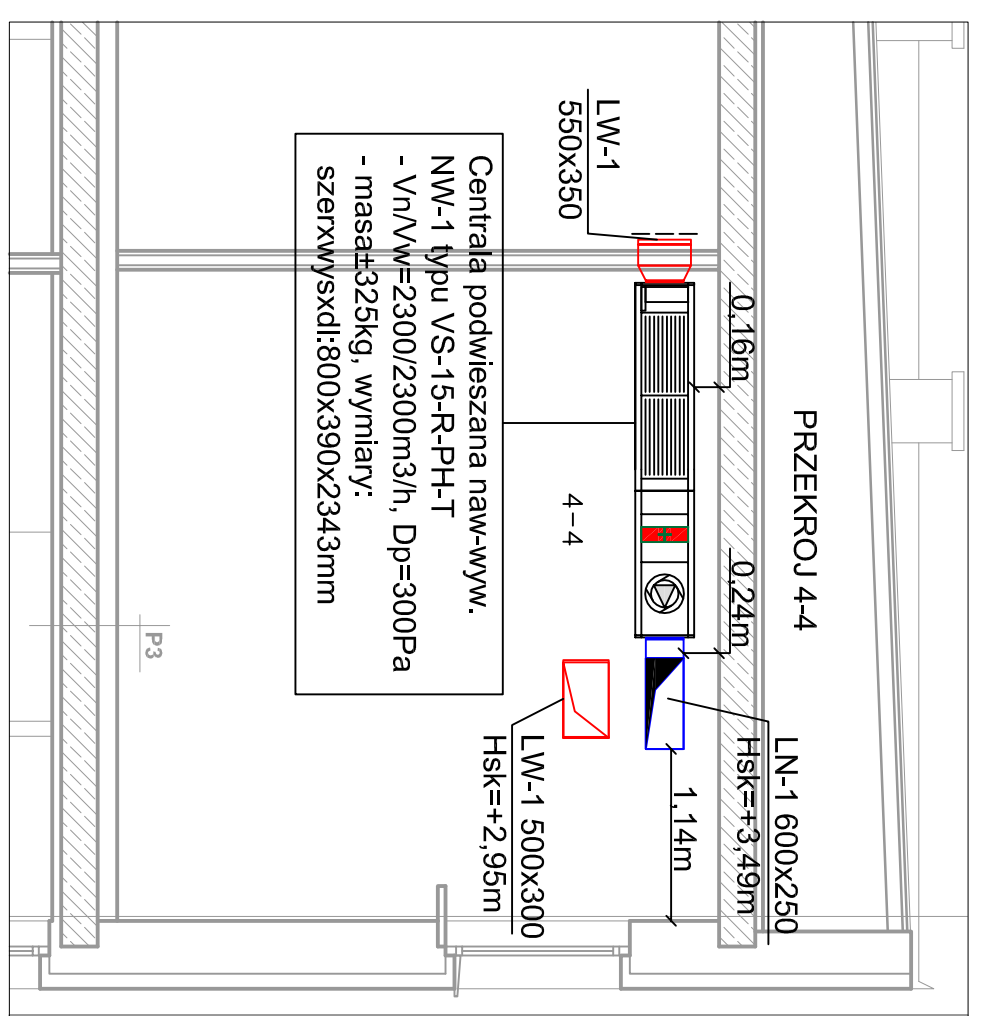 PRZEKROJ 4-4
LW-1
550x350
0,16m
0,24m
LN-1 600x250
Hsk=+3,49m
1,14m
4-4
LW-1 500x300
Hsk=+2,95m
Centrala podwieszana naw-wyw.
NW-1 typu VS-15-R-PH-T
- Vn/Vw=2300/2300m3/h, Dp=300Pa
- masa±325kg, wymiary:
szerxwysxdl:800x390x2343mm
P3